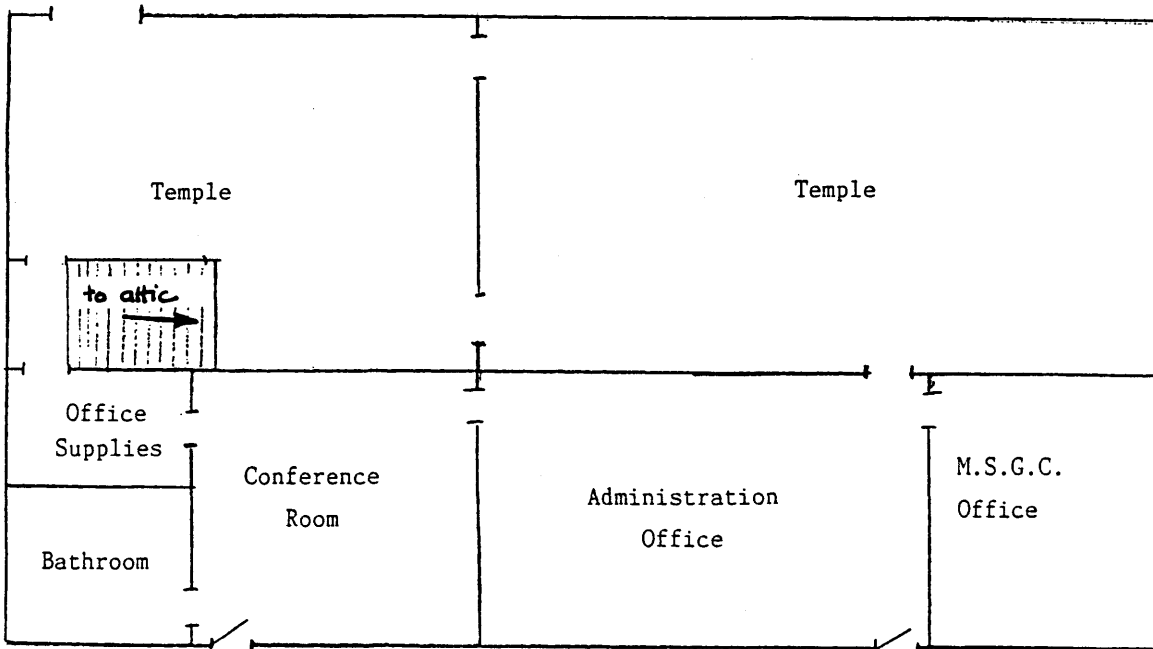 Temple
Temple
to attic
Office
Supplies
Conference
Room
Administration
Office
M.S.G.C.
Office
Bathroom